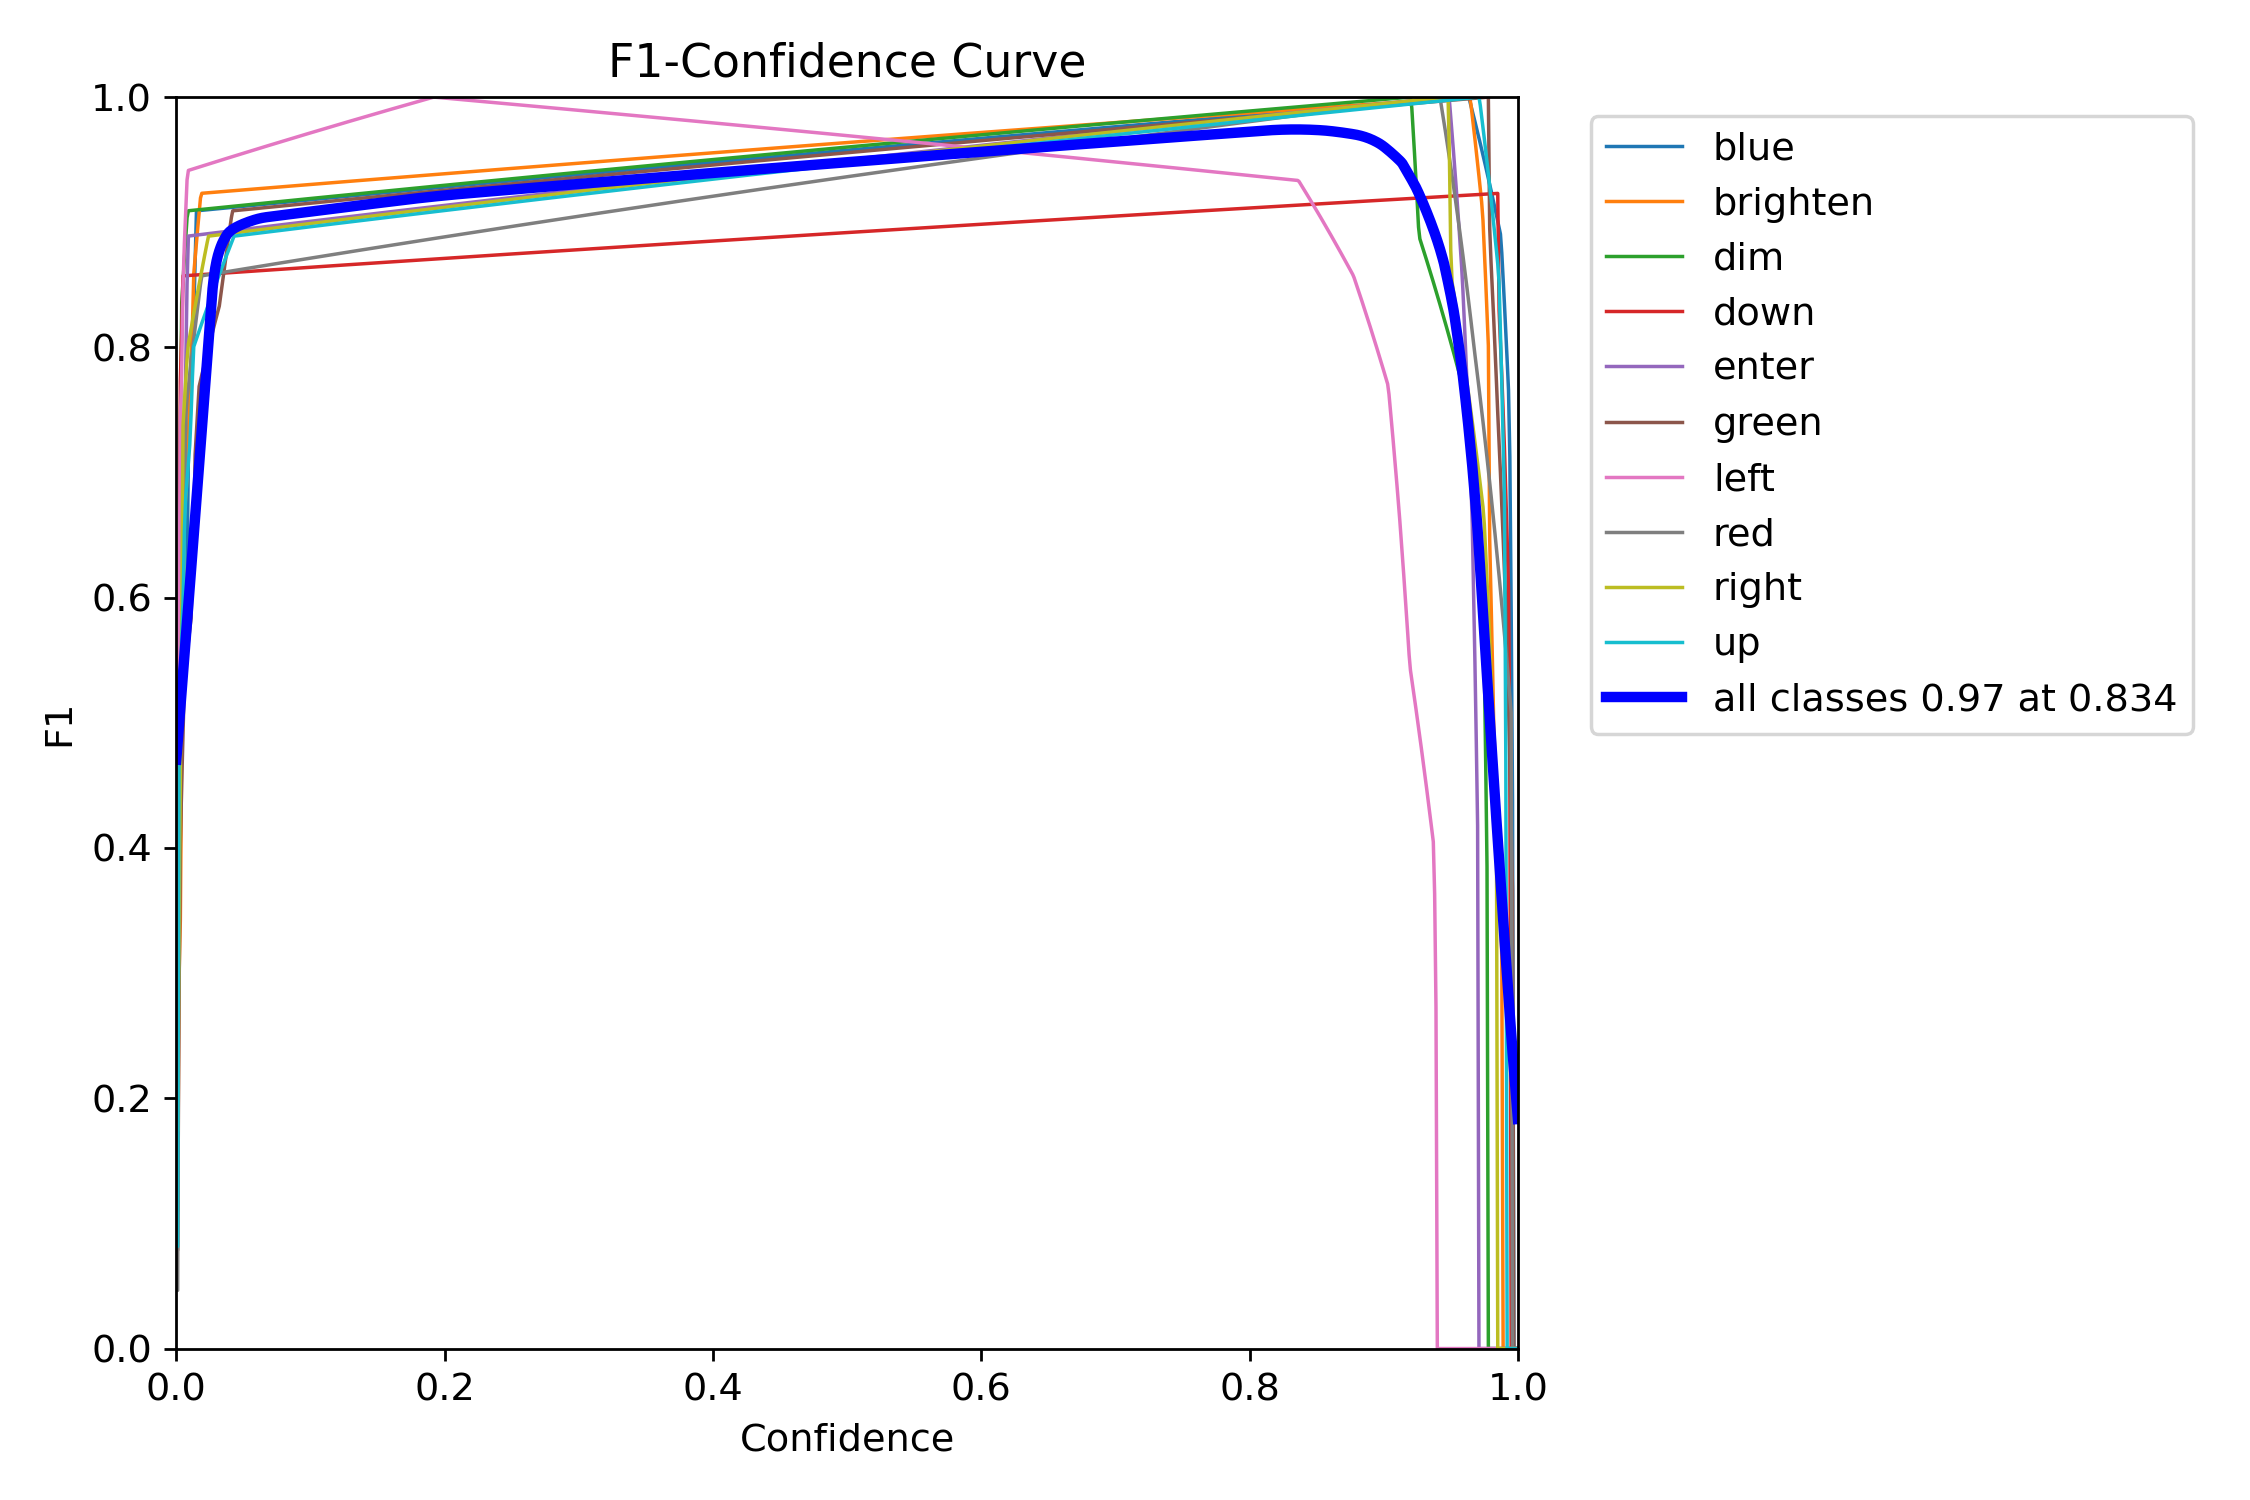 F1-Confidence Curve
1.0
0.8
0.6
0.4
0.2
0.0
F1
0.0 0.2 0.4 0.6 0.8 1.0
Confidence
blue
brighten
dim
down
enter
green
left
red
right
up
all classes 0.97 at 0.834